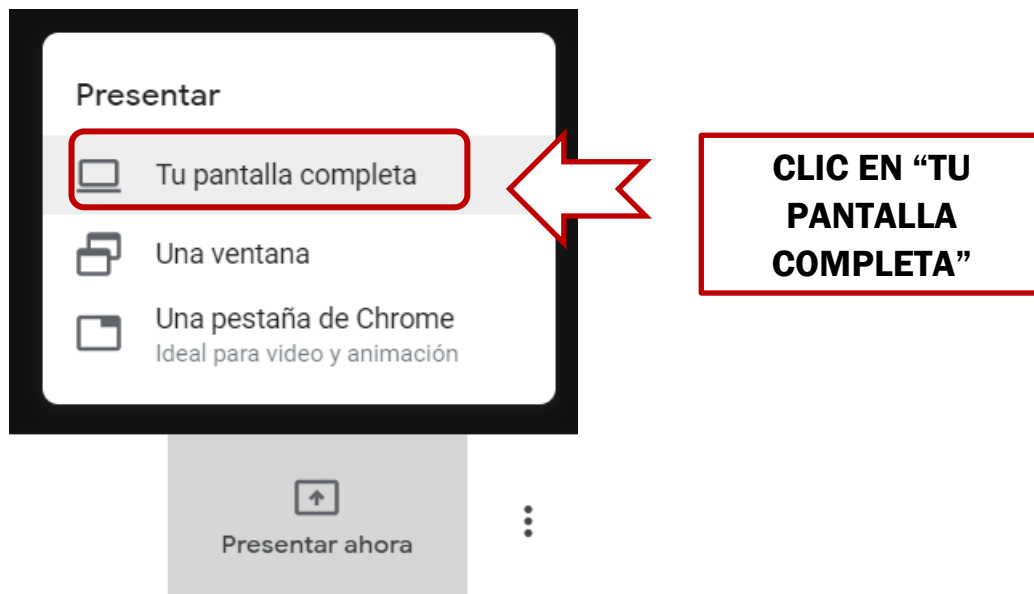 Presentar
Tu pantalla completa
Una ventana
Una pestaña de Chrome
Ideal para video y animación
CLIC EN “TU
PANTALLA
COMPLETA”
Presentar ahora